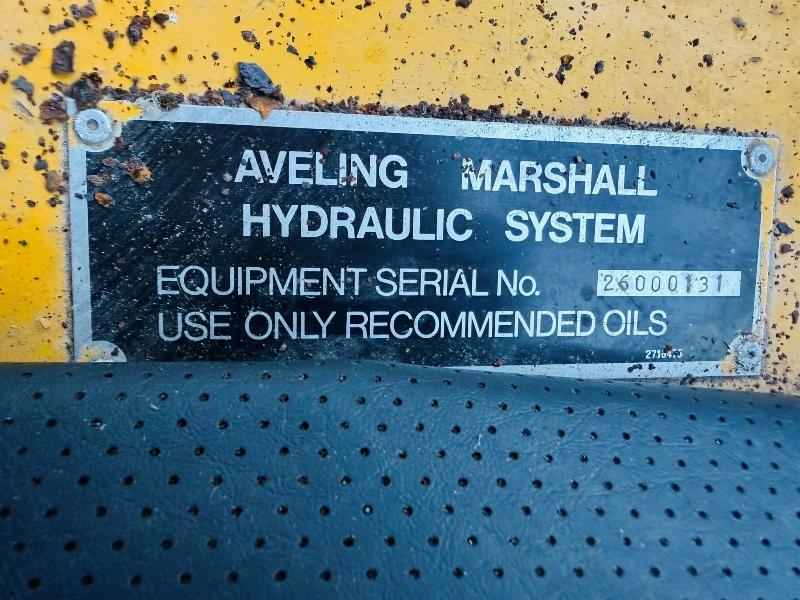 AVELING MARSHALL
HYDRAULIC SYSTEM
EQUIPMENT SERIAL No. 26000131
USE ONLY RECOMMENDED OILS